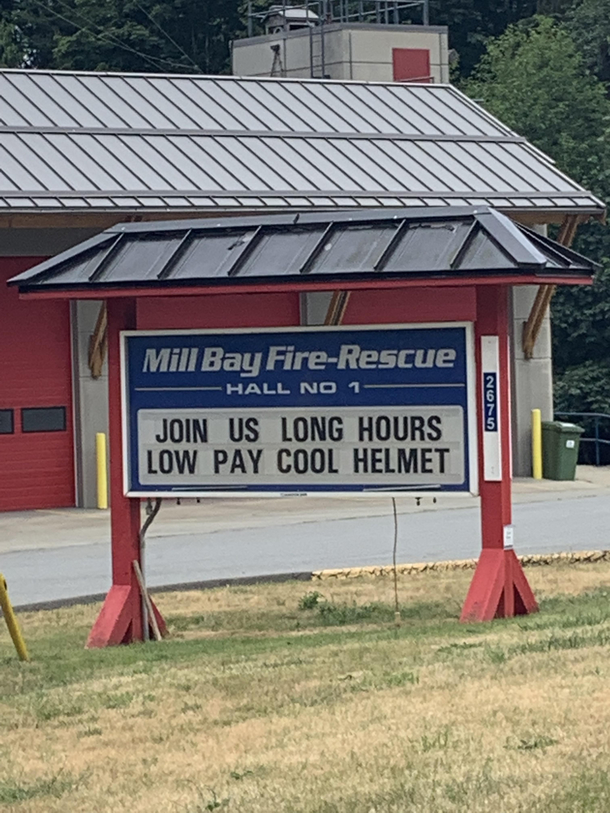 Mill Bay Fire-Rescue
HALL NO 1
JOIN US LONG HOURS
LOW PAY COOL HELMET
2675